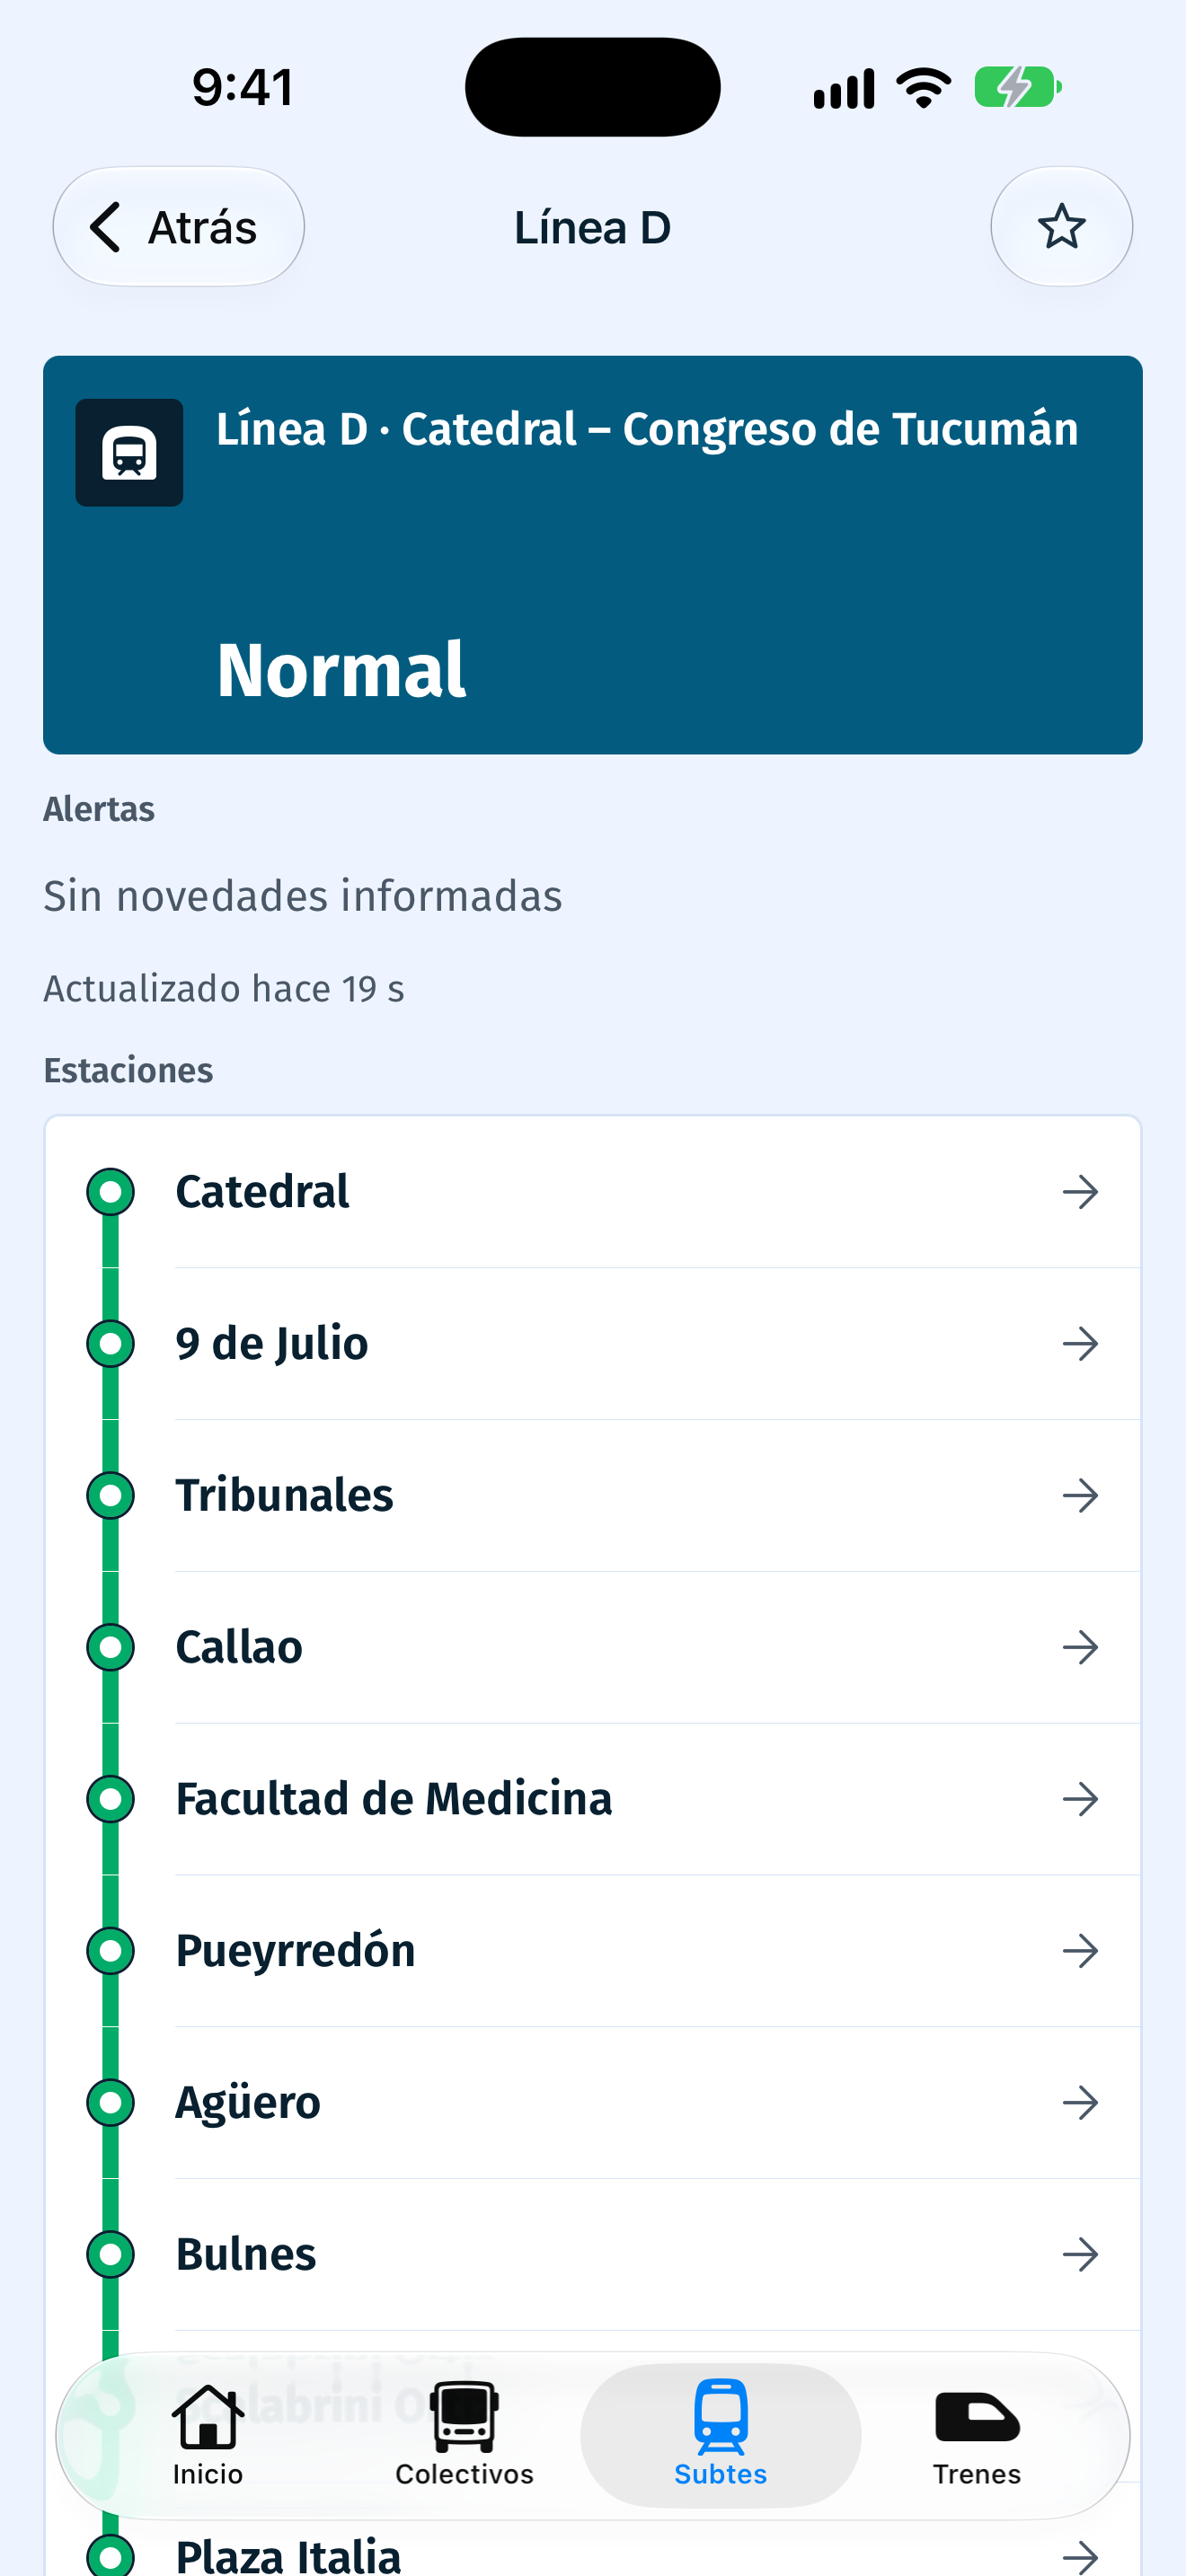 9:41
Atrás
Línea D
Línea D · Catedral – Congreso de Tucumán
Normal
Alertas
Sin novedades informadas
Actualizado hace 19 s
Estaciones
Catedral
9 de Julio
Tribunales
Callao
Facultad de Medicina
Pueyrredón
Agüero
Bulnes
Inicio
Colectivos
Subtes
Trenes
Plaza Italia